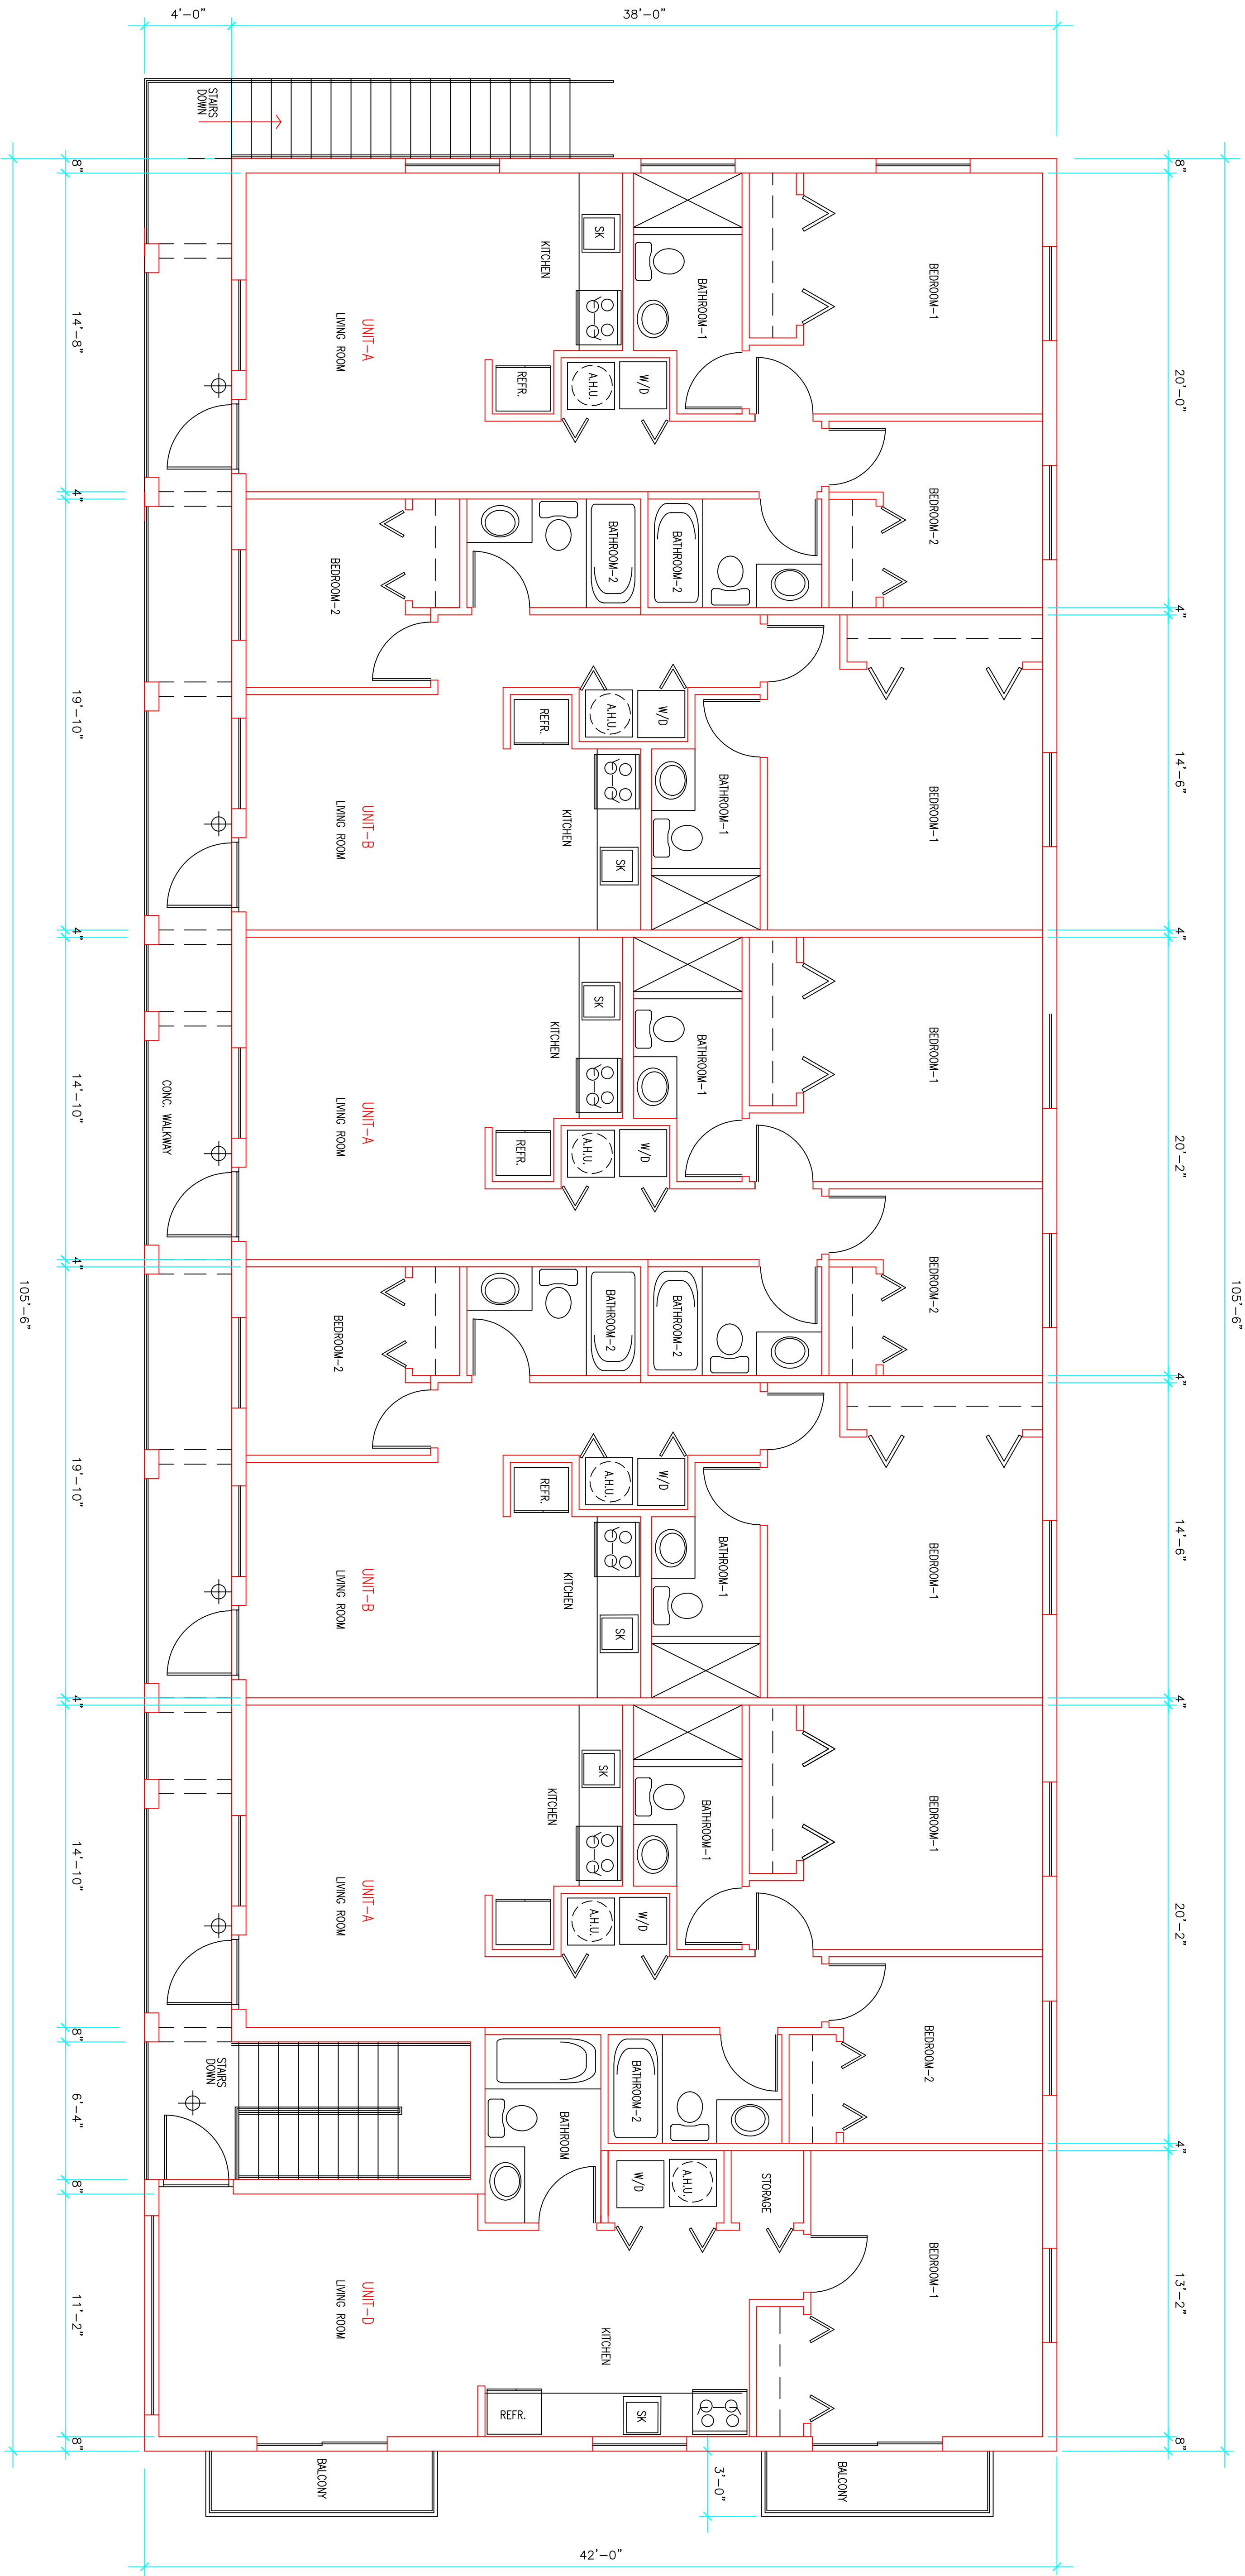 4'-0"
38'-0"
STAIRS
DOWN
8"
8"
SK
KITCHEN
BATHROOM-1
BEDROOM-1
14'-8"
UNIT-A
LIVING ROOM
20'-0"
REFR.
A.H.U.
W/D
4"
BEDROOM-2
BATHROOM-2
BATHROOM-2
BEDROOM-2
4"
19'-10"
REFR.
A.H.U.
W/D
14'-6"
UNIT-B
LIVING ROOM
KITCHEN
SK
BATHROOM-1
BEDROOM-1
4"
4"
SK
KITCHEN
BATHROOM-1
BEDROOM-1
14'-10"
CONC. WALKWAY
UNIT-A
LIVING ROOM
REFR.
A.H.U.
W/D
20'-2"
4"
BEDROOM-2
BATHROOM-2
BATHROOM-2
BEDROOM-2
105'-6"
105'-6"
4"
19'-10"
REFR.
A.H.U.
W/D
14'-6"
UNIT-B
LIVING ROOM
KITCHEN
SK
BATHROOM-1
BEDROOM-1
4"
4"
SK
KITCHEN
BATHROOM-1
BEDROOM-1
14'-10"
UNIT-A
LIVING ROOM
A.H.U.
W/D
20'-2"
8"
STAIRS
DOWN
BATHROOM
BATHROOM-2
BEDROOM-2
6'-4"
4"
8"
W/D
A.H.U.
STORAGE
BEDROOM-1
13'-2"
11'-2"
UNIT-D
LIVING ROOM
KITCHEN
REFR.
SK
8"
8"
BALCONY
3'-0"
BALCONY
42'-0"